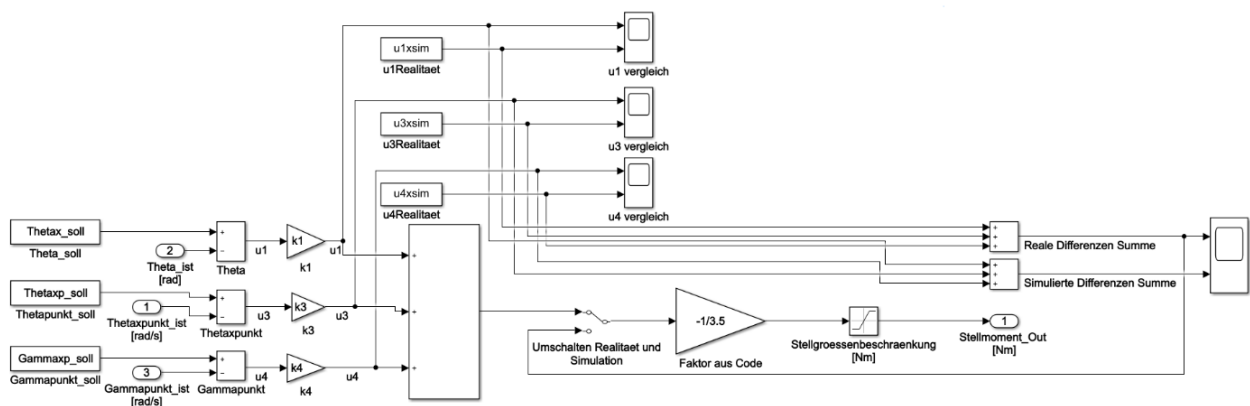 u1xsim
u1Realitaet
u1 vergleich
u3xsim
u3Realitaet
u3 vergleich
u4xsim
u4Realitaet
u4 vergleich
Thetax_soll
Theta_soll
2
Theta_ist
[rad]
+
−
Theta
u1
k1
k1
u1
Thetaxp_soll
Thetapunkt_soll
1
Thetaxpunkt_ist
[rad/s]
+
−
Thetaxpunkt
u3
k3
k3
u3
Gammaxp_soll
Gammapunkt_soll
3
Gammapunkt_ist
[rad/s]
+
−
Gammapunkt
u4
k4
k4
u4
+
+
+
Umschalten Realitaet und
Simulation
-1/3.5
Faktor aus Code
Stellgroessenbeschraenkung
[Nm]
1
Stellmoment_Out
[Nm]
+
+
+
Reale Differenzen Summe
+
+
+
Simulierte Differenzen Summe